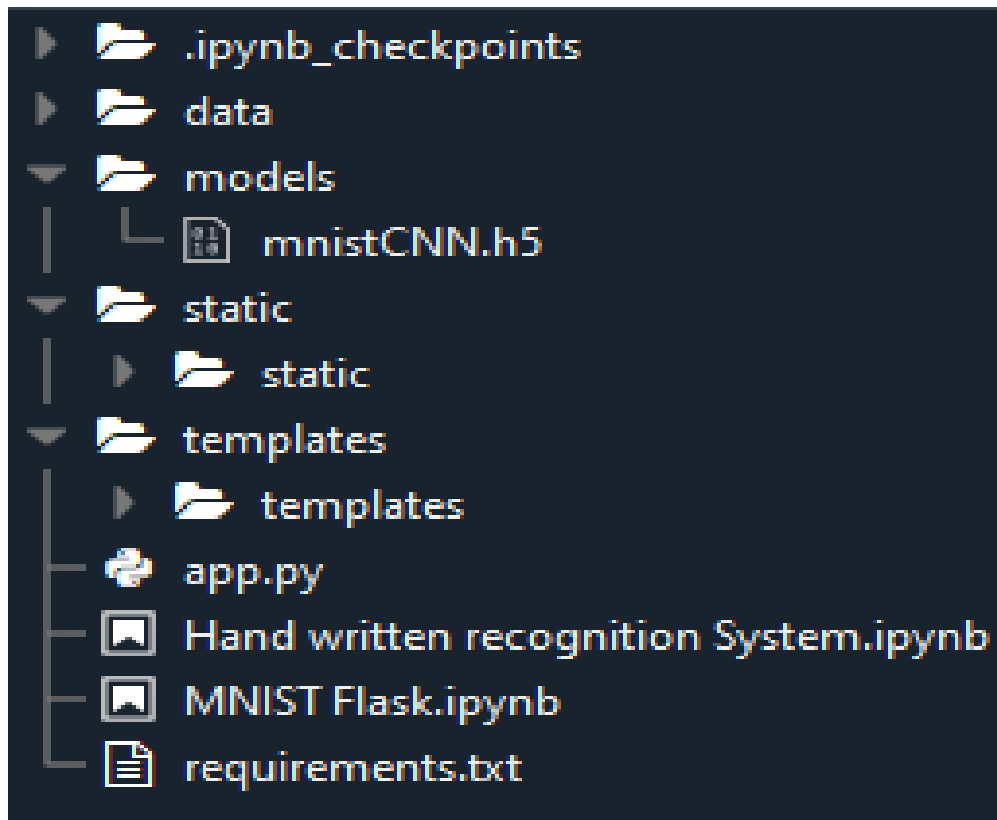 .ipynb_checkpoints
data
models
mnistCNN.h5
static
static
templates
templates
app.py
Hand written recognition System.ipynb
MNIST Flask.ipynb
requirements.txt